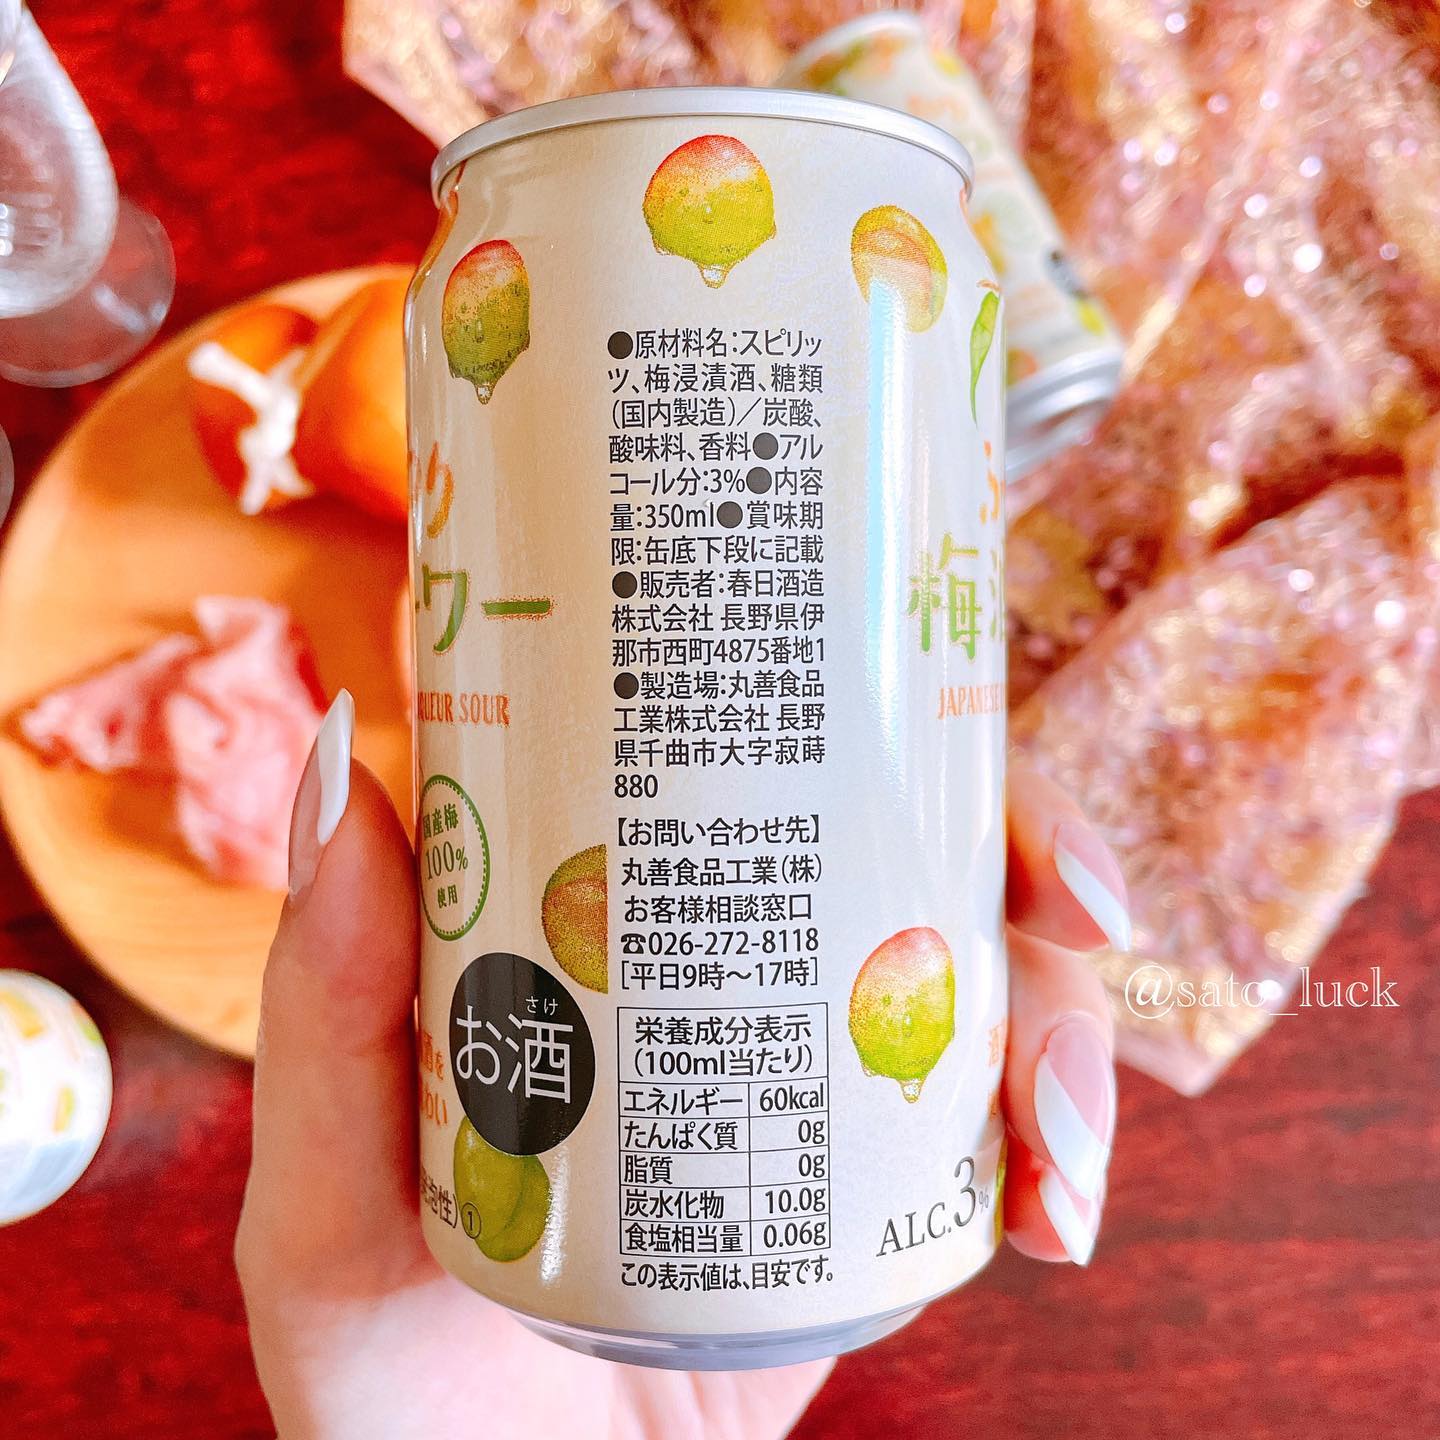 ●原材料名：スピリッ
ツ、梅浸漬酒、糖類
（国内製造）／炭酸、
酸味料、香料●アル
コール分：3%●内容
量：350ml●賞味期
限：缶底下段に記載
●販売者：春日酒造
株式会社 長野県伊
那市西町4875番地1
●製造場：丸善食品
工業株式会社 長野
県千曲市大字寂蒔
880
【お問い合わせ先】
丸善食品工業（株）
お客様相談窓口
☎026-272-8118
［平日9時～17時］
栄養成分表示
（100ml当たり）
エネルギー 60kcal
たんぱく質 0g
脂質 0g
炭水化物 10.0g
食塩相当量 0.06g
この表示値は、目安です。
ワー
SOUR
国産梅
100%
使用
さけ
お酒
①
梅酒
JAPANESE
ALC.3%
@sato_luck